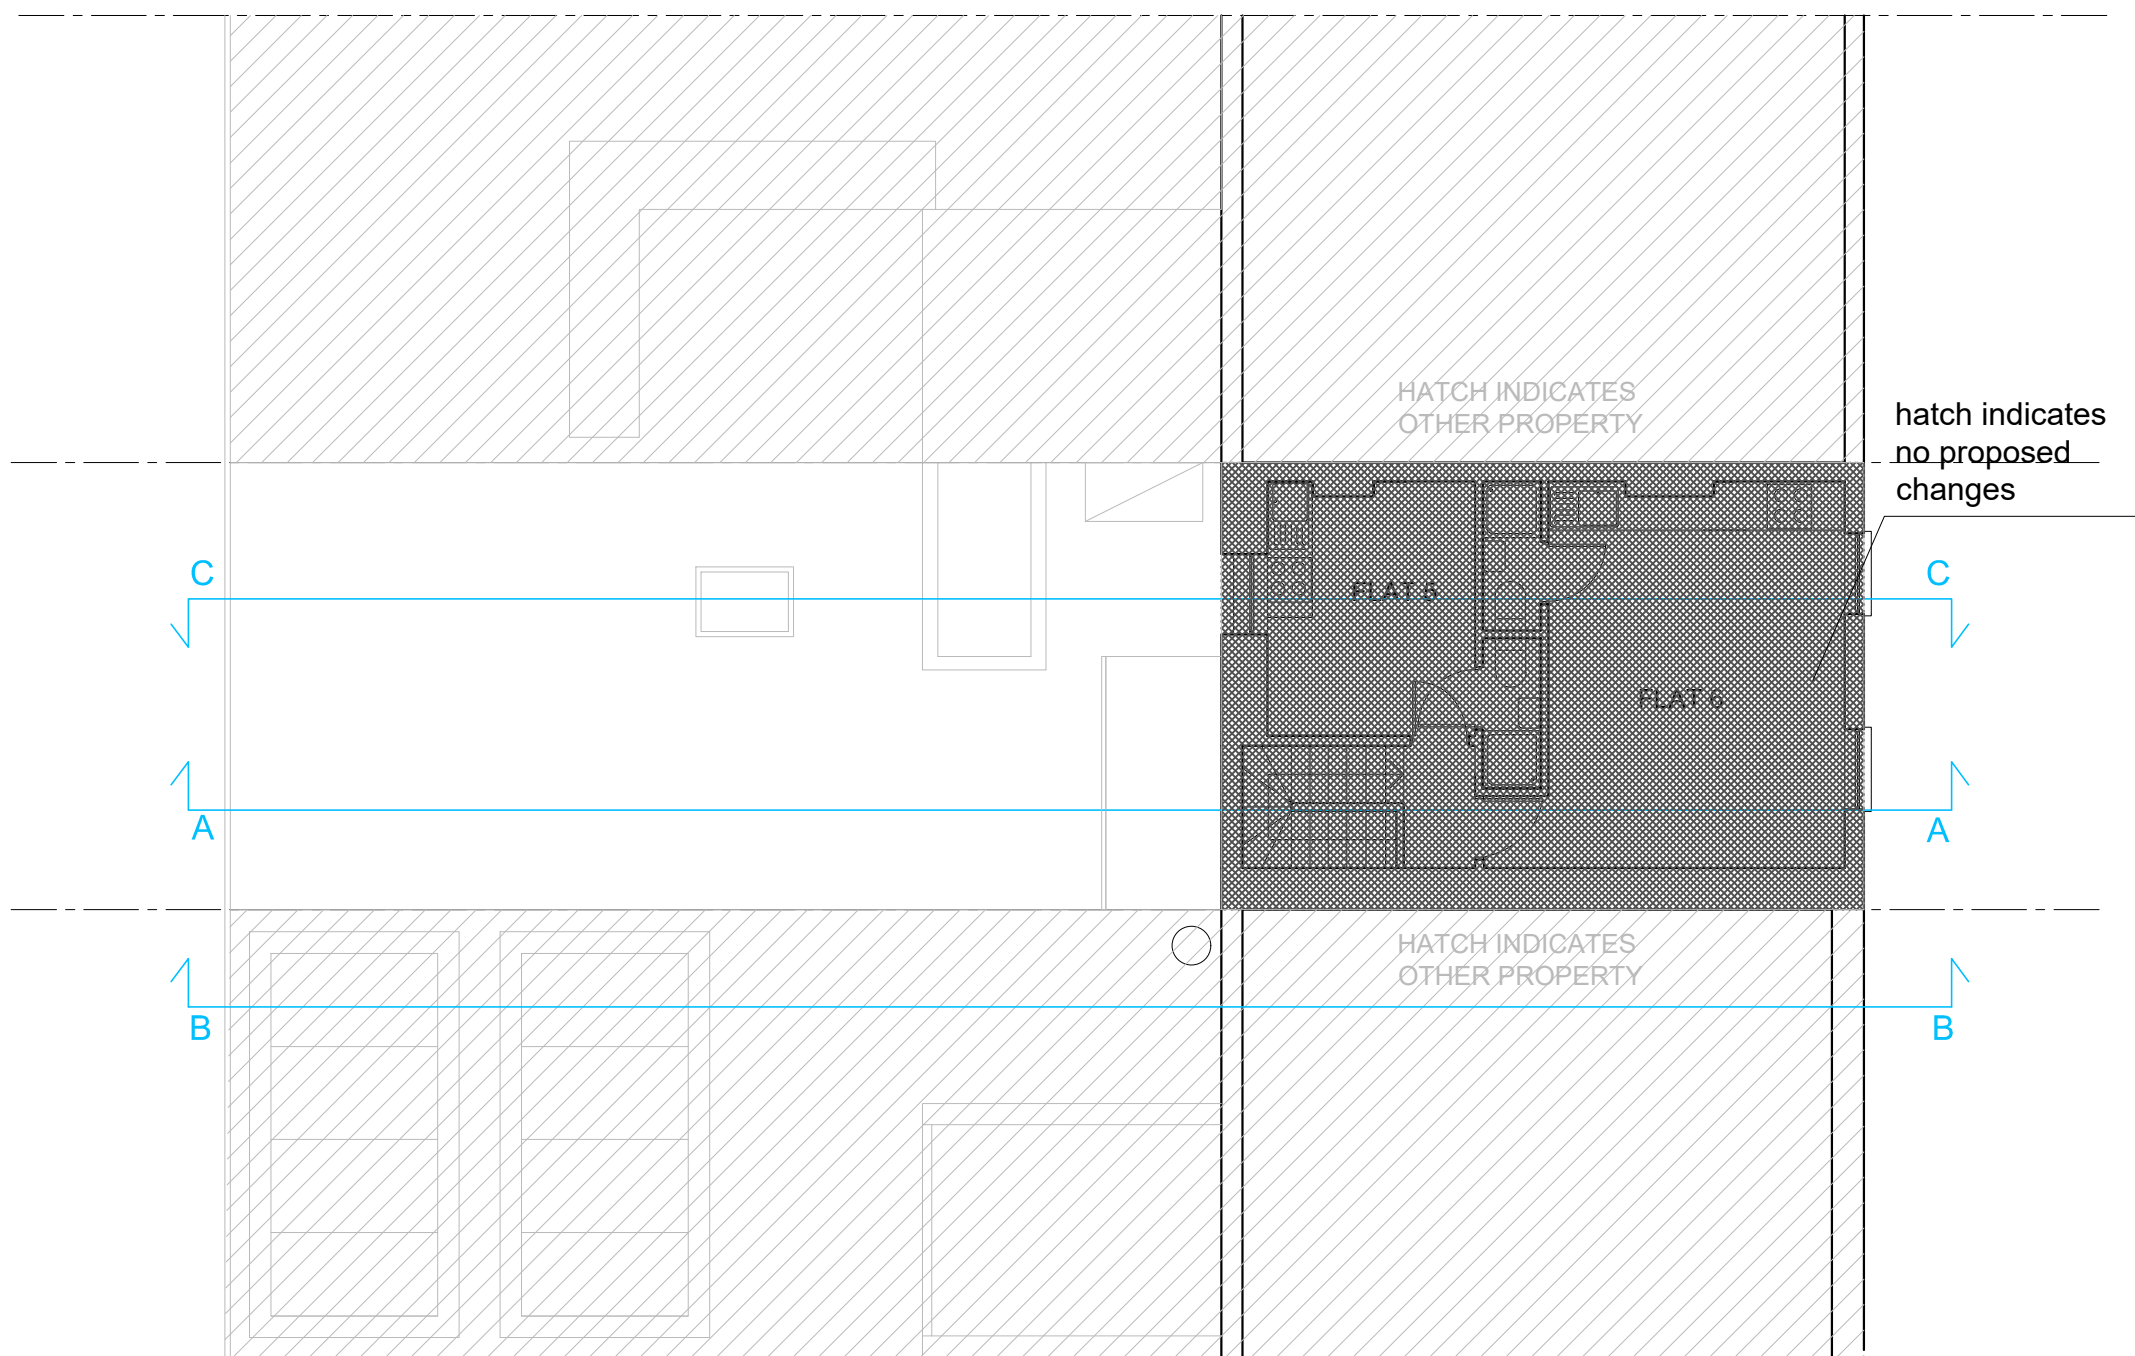 HATCH INDICATES
OTHER PROPERTY
hatch indicates
no proposed
changes
C
C
FLAT 5
FLAT 6
A
A
HATCH INDICATES
OTHER PROPERTY
B
B